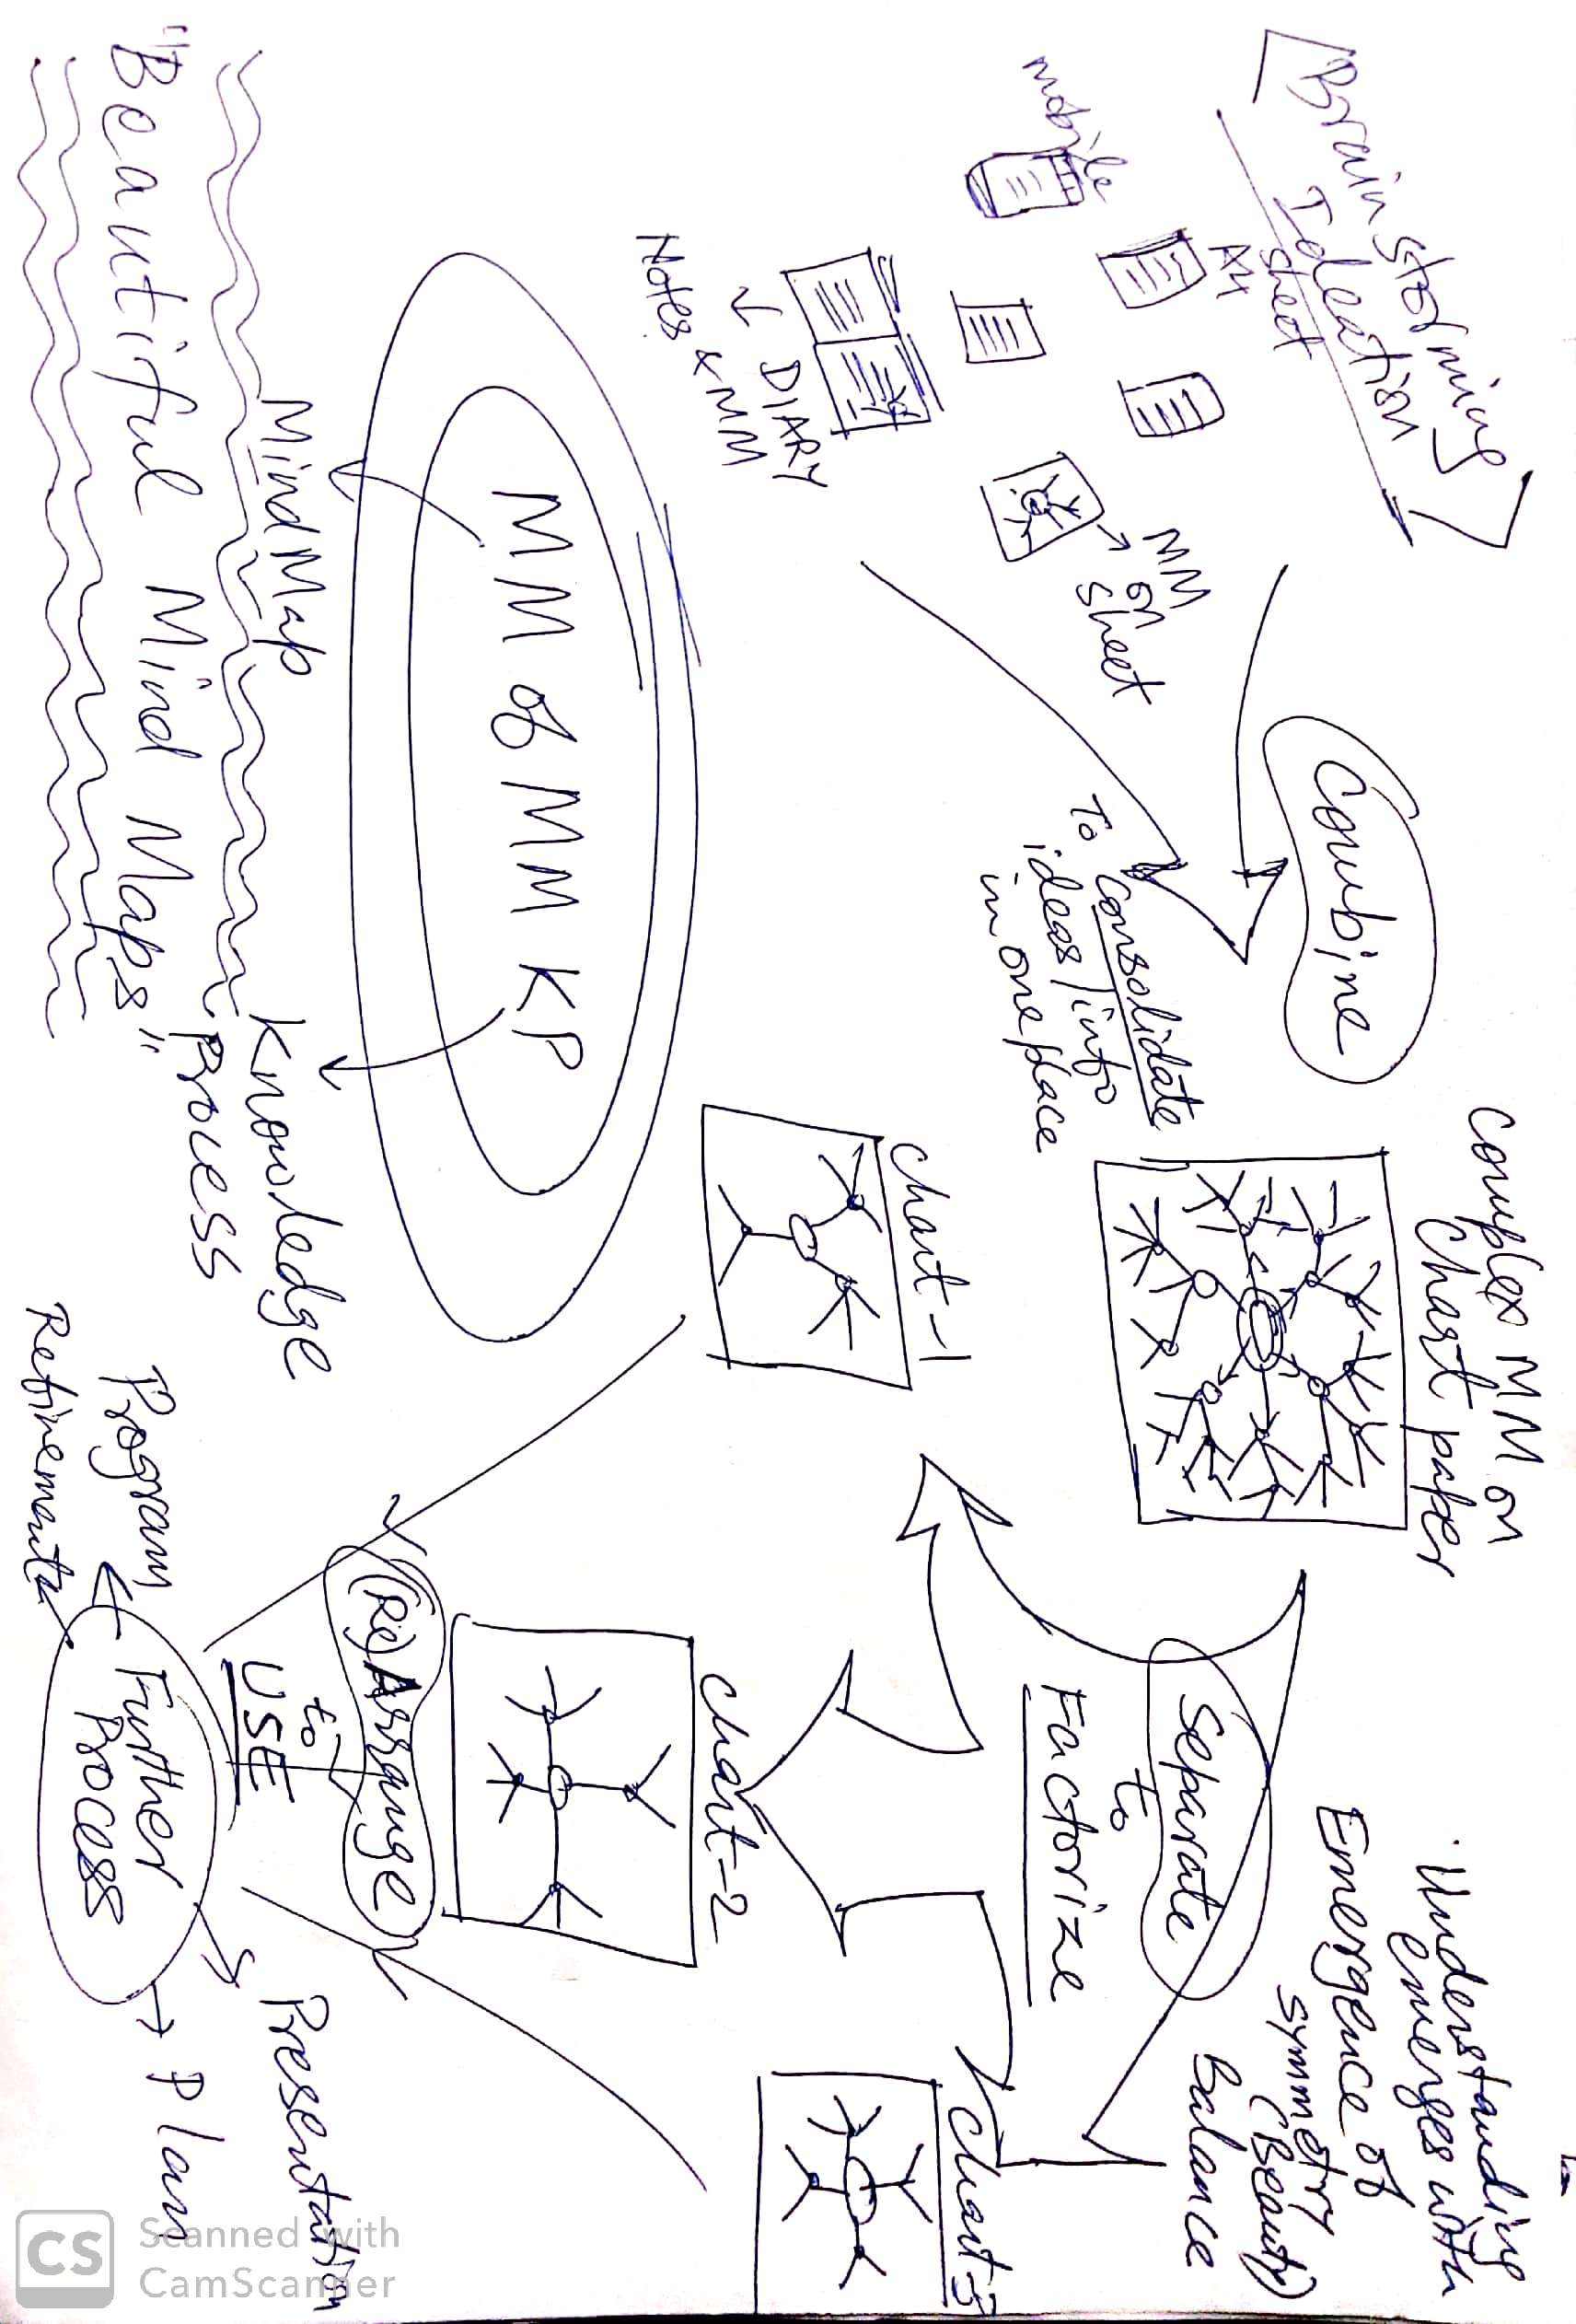 Brain storming
Ideation
sheet
A4
mobile
MM
on
sheet
DIARY
Notes & MM
Combine
To Consolidate
ideas/info
in one place
Complex MM on
Chart paper
Understanding
emerges with
Emergence of
symmetry
(Beauty)
Balance
Separate
to
Factorize
Chart-1
Chart-2
Chart-3
(Re)Arrange
to
USE
Further
Process
Presentation
Plan
Program
Refinement
MM of MM KP
Mind Map
Knowledge
Process
"Beautiful Mind Maps"
Scanned with
CamScanner
CS